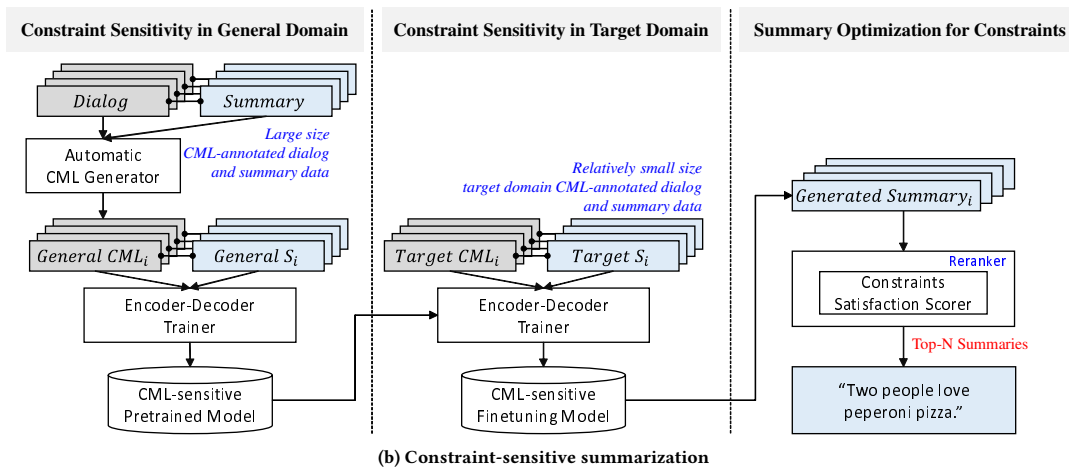 Constraint Sensitivity in General Domain
Dialog
Summary
Large size
CML-annotated dialog
and summary data
Automatic
CML Generator
General CMLᵢ
General Sᵢ
Encoder-Decoder
Trainer
CML-sensitive
Pretrained Model
Constraint Sensitivity in Target Domain
Relatively small size
target domain CML-annotated dialog
and summary data
Target CMLᵢ
Target Sᵢ
Encoder-Decoder
Trainer
CML-sensitive
Finetuning Model
Summary Optimization for Constraints
Generated Summaryᵢ
Reranker
Constraints
Satisfaction Scorer
Top-N Summaries
“Two people love
peperoni pizza.”
(b) Constraint-sensitive summarization